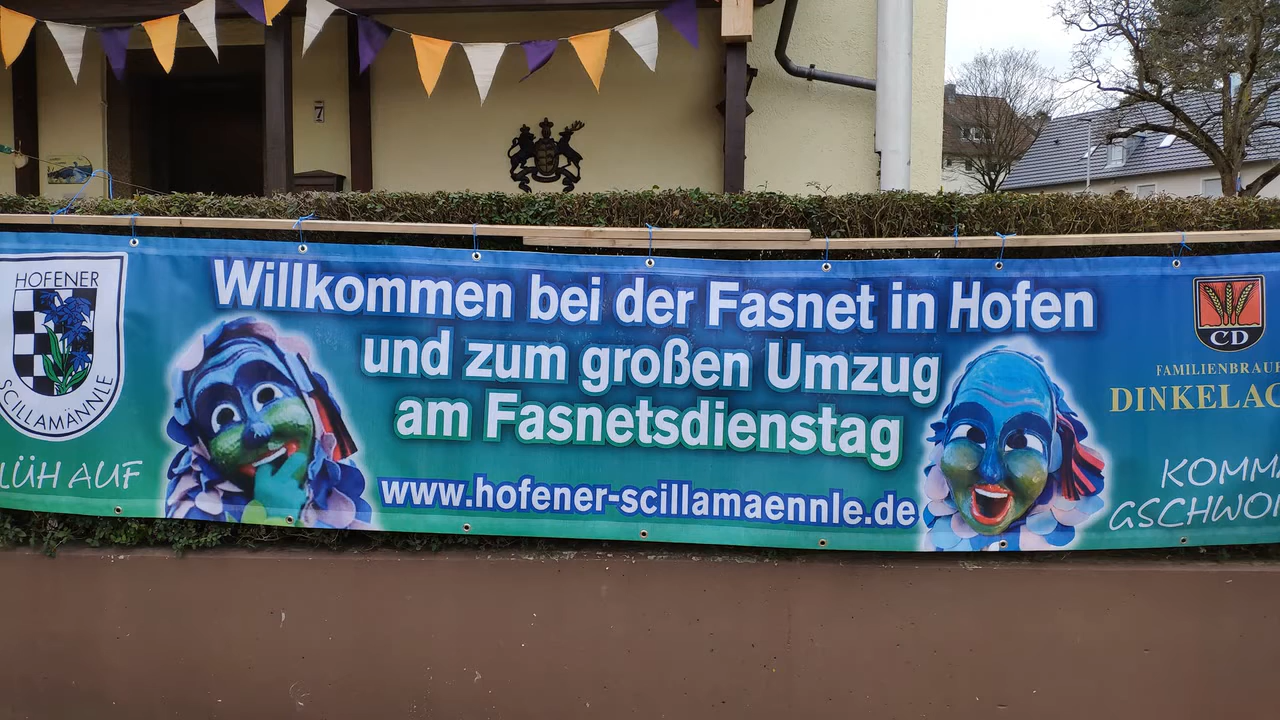 7
HOFENER
SCILLAMÄNNLE
LÜH AUF
Willkommen bei der Fasnet in Hofen
und zum großen Umzug
am Fasnetsdienstag
www.hofener-scillamaennle.de
CD
FAMILIENBRAU
DINKELAC
KOMM
GSCHWO